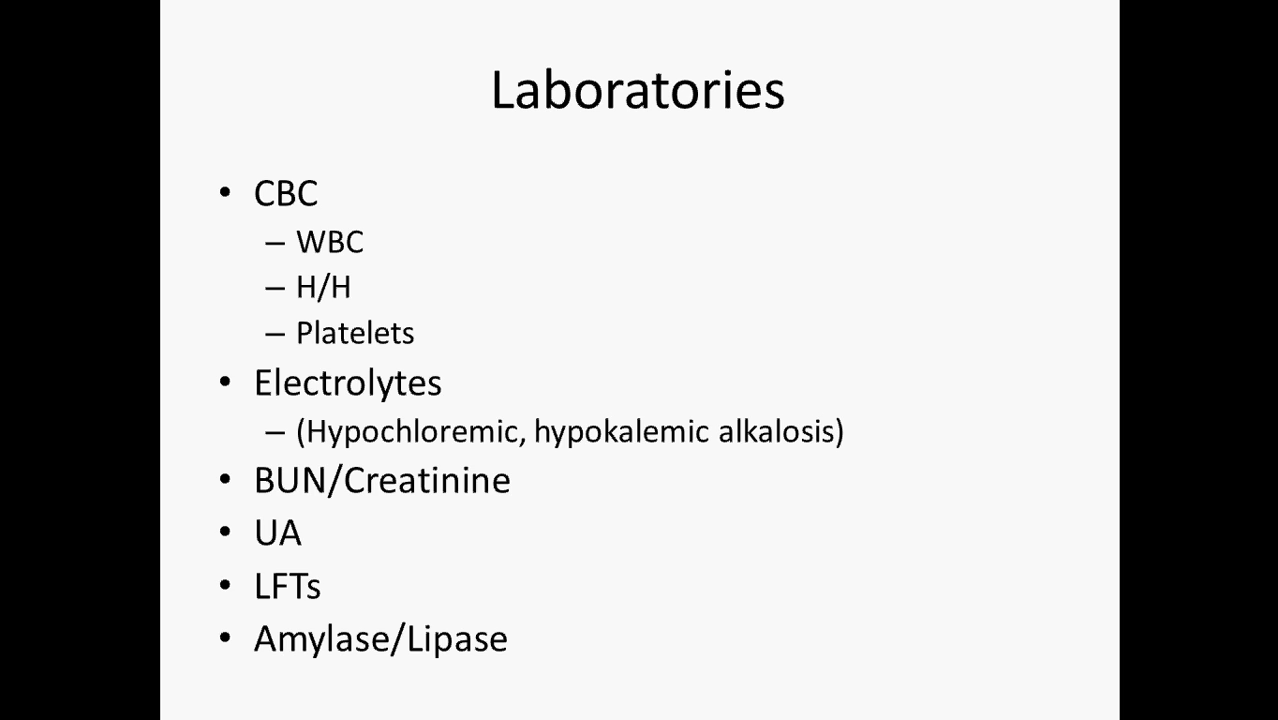 Laboratories
• CBC
– WBC
– H/H
– Platelets
• Electrolytes
– (Hypochloremic, hypokalemic alkalosis)
• BUN/Creatinine
• UA
• LFTs
• Amylase/Lipase